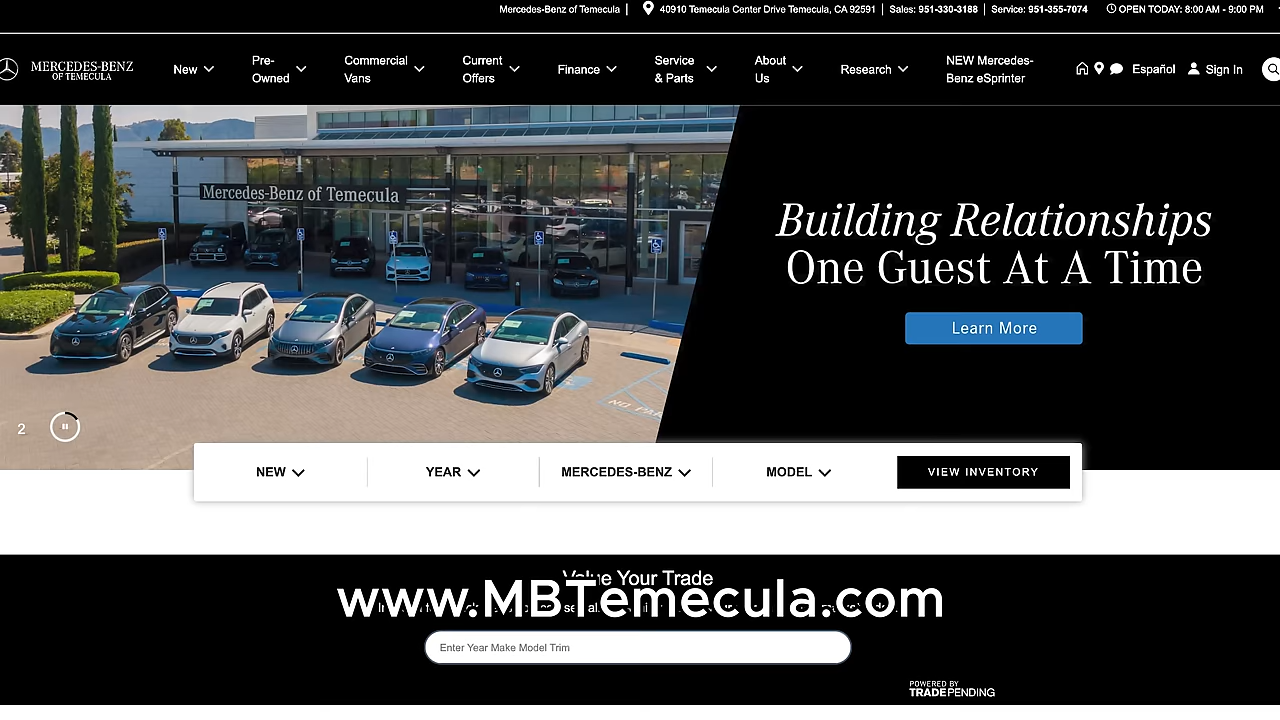 Mercedes-Benz of Temecula | 40910 Temecula Center Drive Temecula, CA 92591 | Sales: 951-330-3188 | Service: 951-355-7074 OPEN TODAY: 8:00 AM - 9:00 PM
MERCEDES-BENZ
OF TEMECULA
New
Pre-
Owned
Commercial
Vans
Current
Offers
Finance
Service
& Parts
About
Us
Research
NEW Mercedes-
Benz eSprinter
Español
Sign In
Mercedes-Benz of Temecula
Building Relationships
One Guest At A Time
Learn More
NO
2
NEW
YEAR
MERCEDES-BENZ
MODEL
VIEW INVENTORY
Value Your Trade
www.MBTemecula.com
Enter Year Make Model Trim
POWERED BY
TRADEPENDING